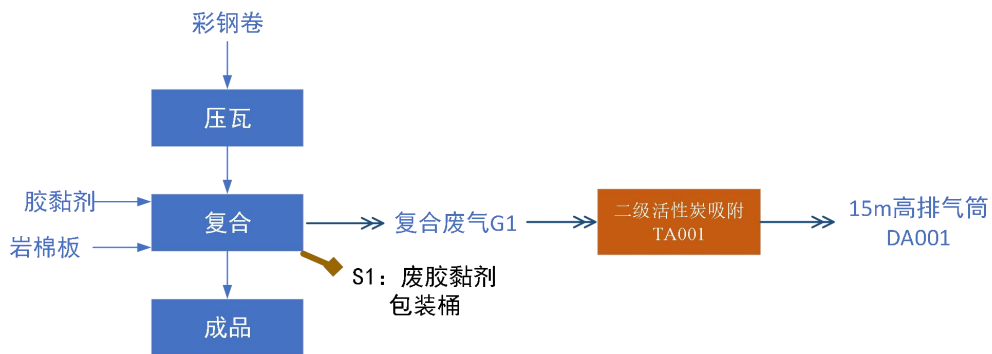 彩钢卷
压瓦
胶黏剂
复合
岩棉板
复合废气G1
二级活性炭吸附
TA001
15m高排气筒
DA001
S1：废胶黏剂
包装桶
成品